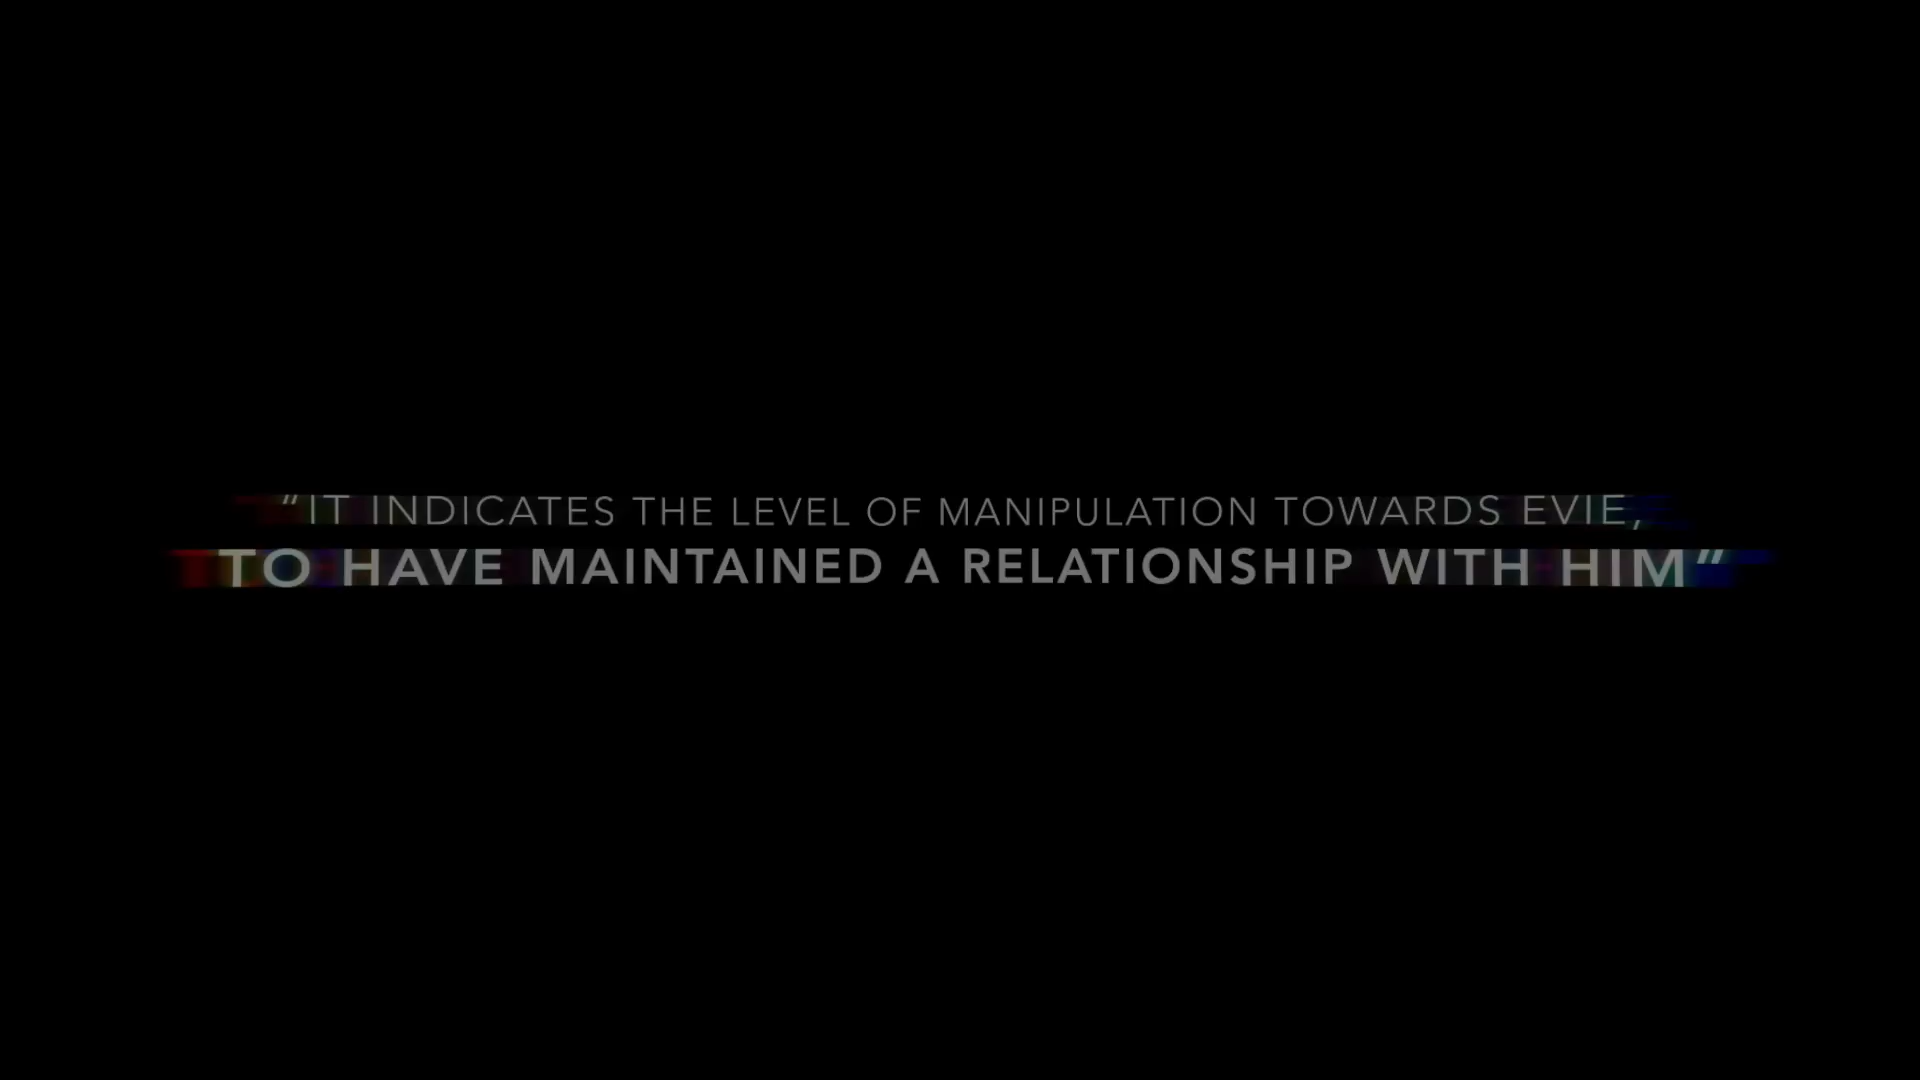 “IT INDICATES THE LEVEL OF MANIPULATION TOWARDS EVIE,
TO HAVE MAINTAINED A RELATIONSHIP WITH HIM”